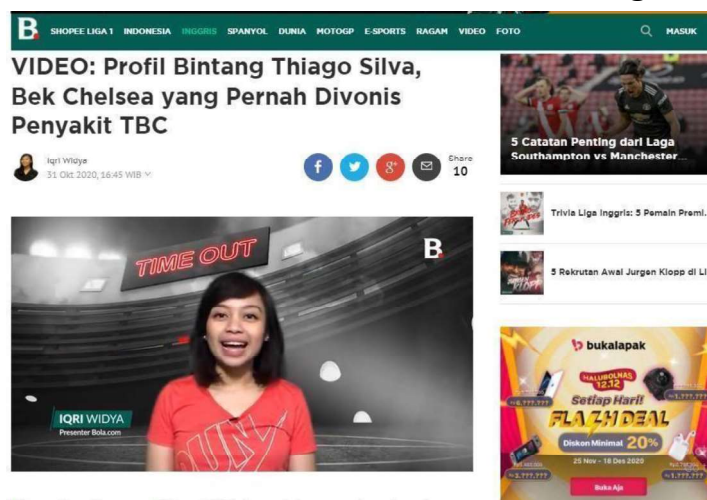 B.
SHOPEE LIGA 1 INDONESIA INGGRIS SPANYOL DUNIA MOTOGP E-SPORTS RAGAM VIDEO FOTO MASUK
VIDEO: Profil Bintang Thiago Silva,
Bek Chelsea yang Pernah Divonis
Penyakit TBC
Iqri Widya
31 Okt 2020, 16:45 WIB
Share
10
TIME OUT
B.
IQRI WIDYA
Presenter Bola.com
RUN
5 Catatan Penting dari Laga
Southampton vs Manchester...
Trivia Liga Inggris: 5 Pemain Premi..
5 Rekrutan Awal Jurgen Klopp di Li
bukalapak
HALUBOLNAS
12.12
Setiap Hari!
FLASH DEAL
Diskon Minimal 20%
25 Nov - 18 Des 2020
Buka Aja